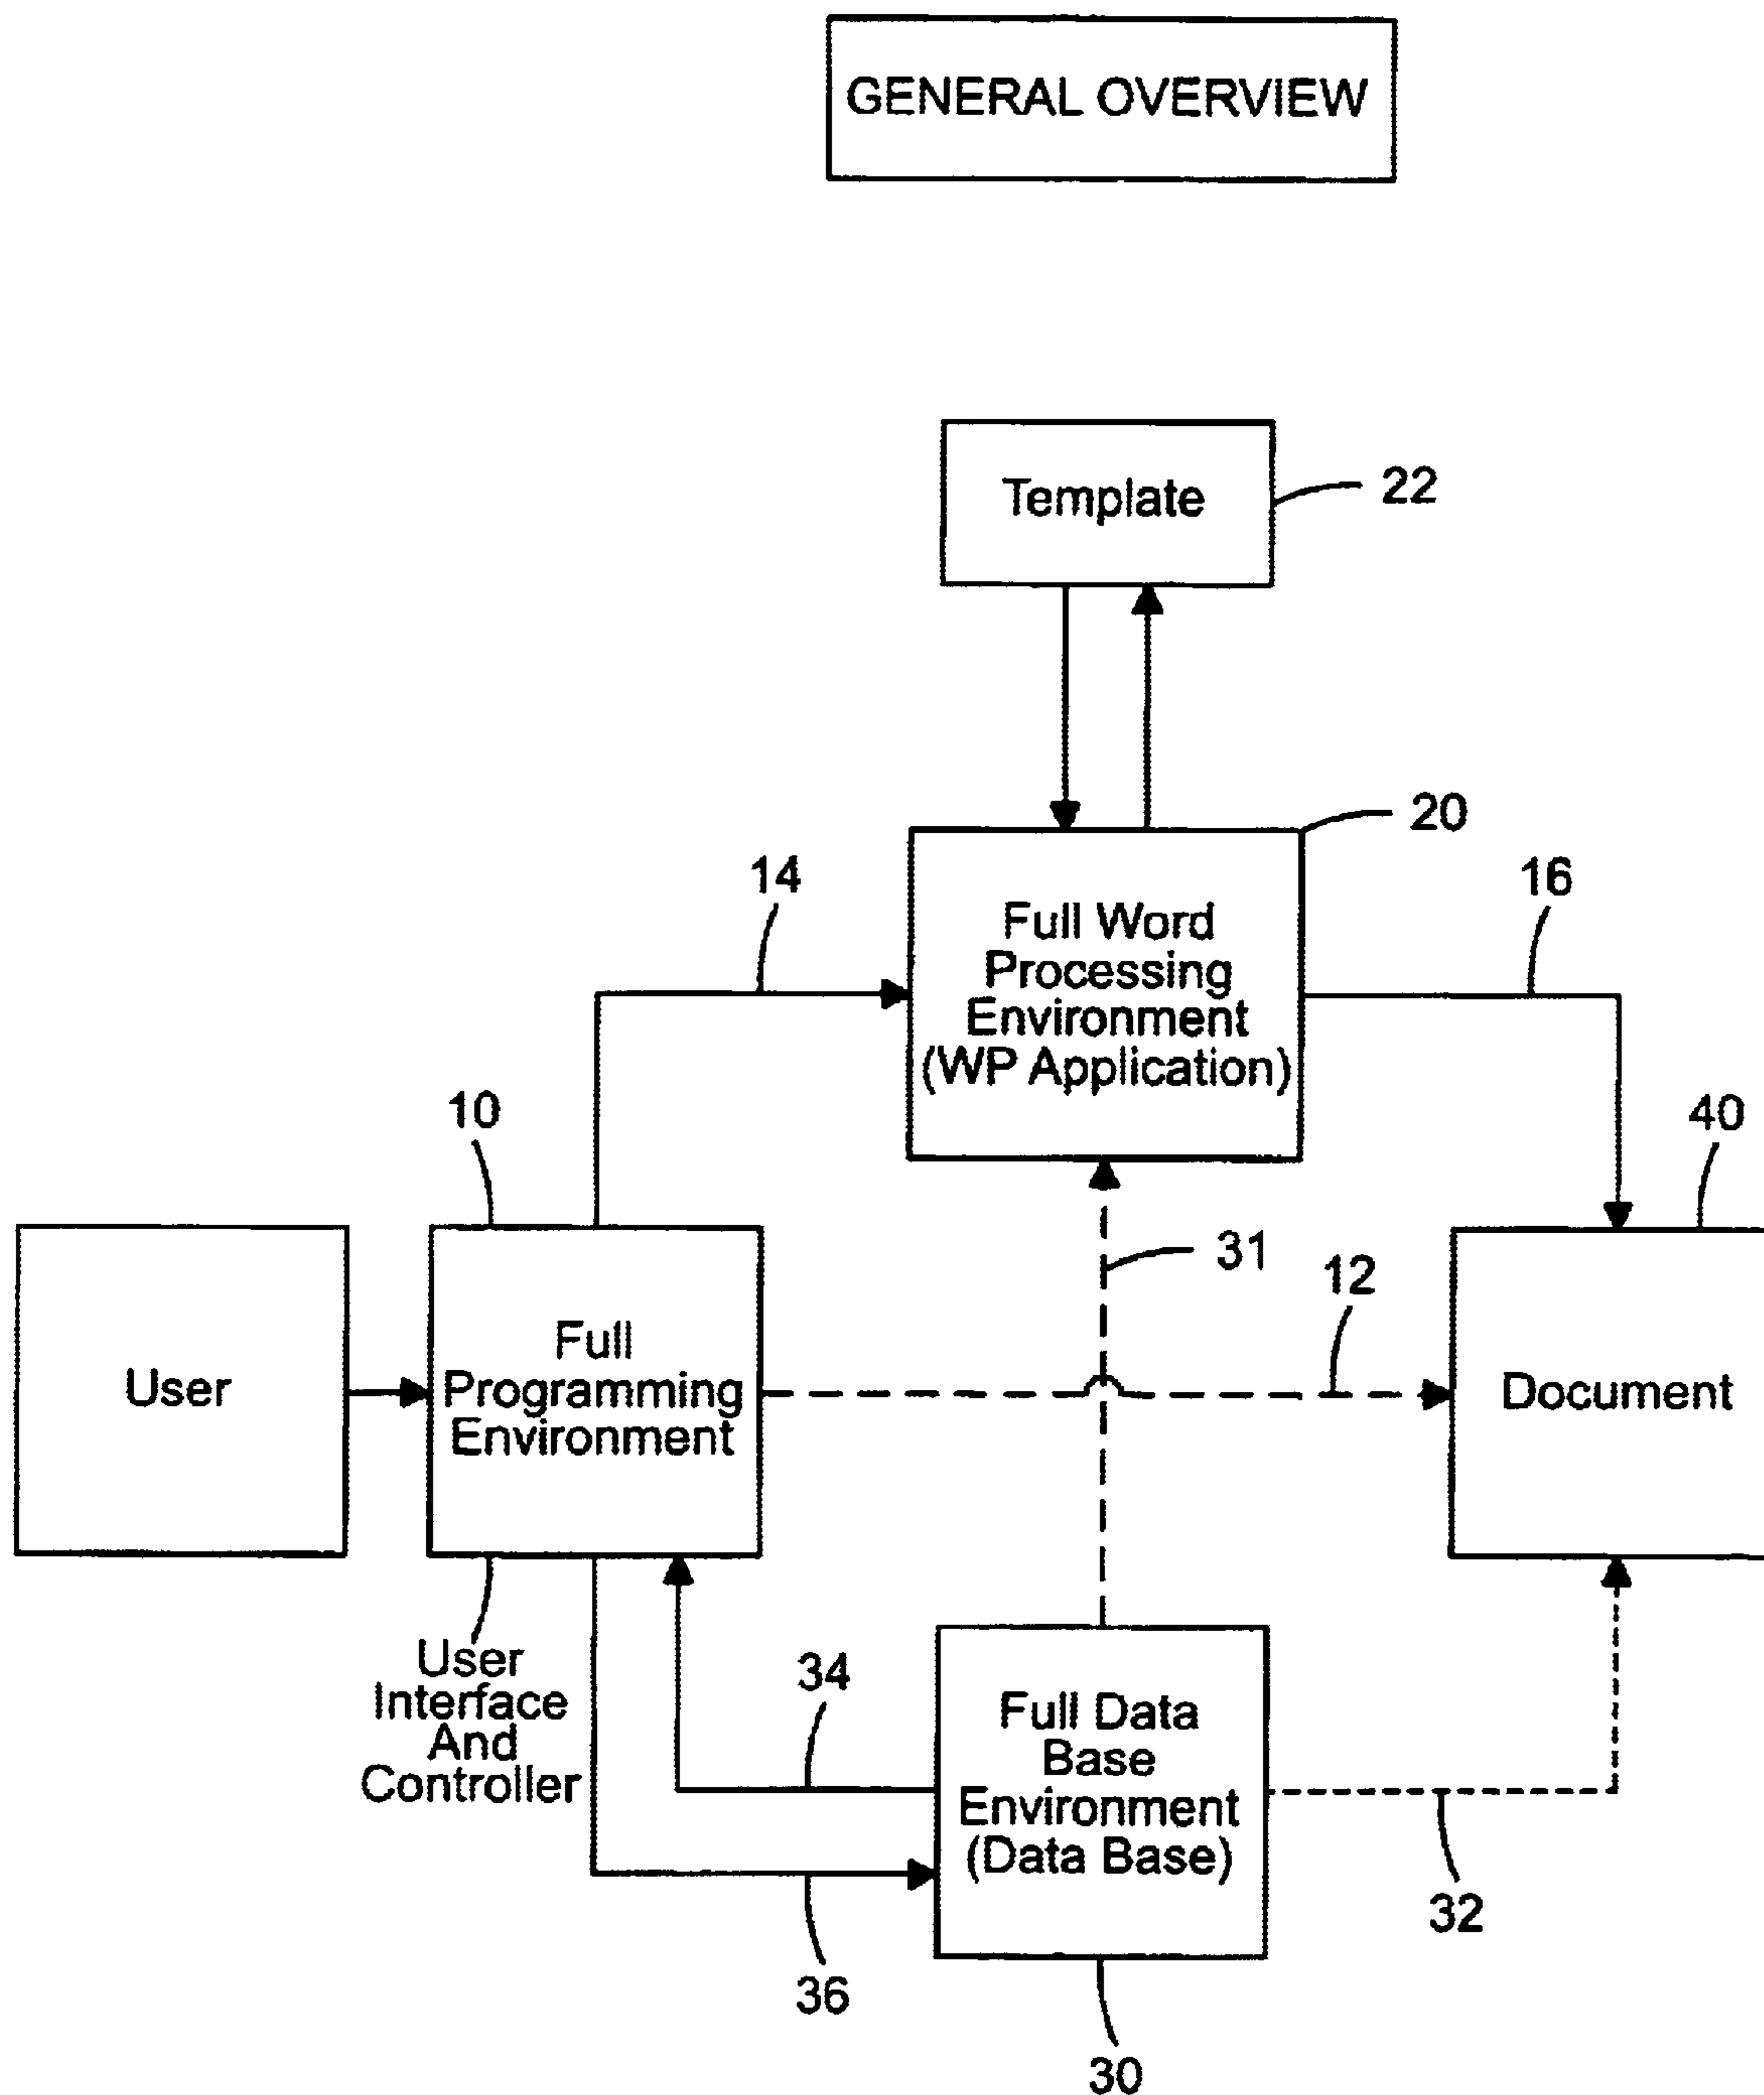 GENERAL OVERVIEW
Template
22
20
14
16
Full Word
Processing
Environment
(WP Application)
10
40
31
12
User
Full
Programming
Environment
Document
User
Interface
And
Controller
34
Full Data
Base
Environment
(Data Base)
32
36
30